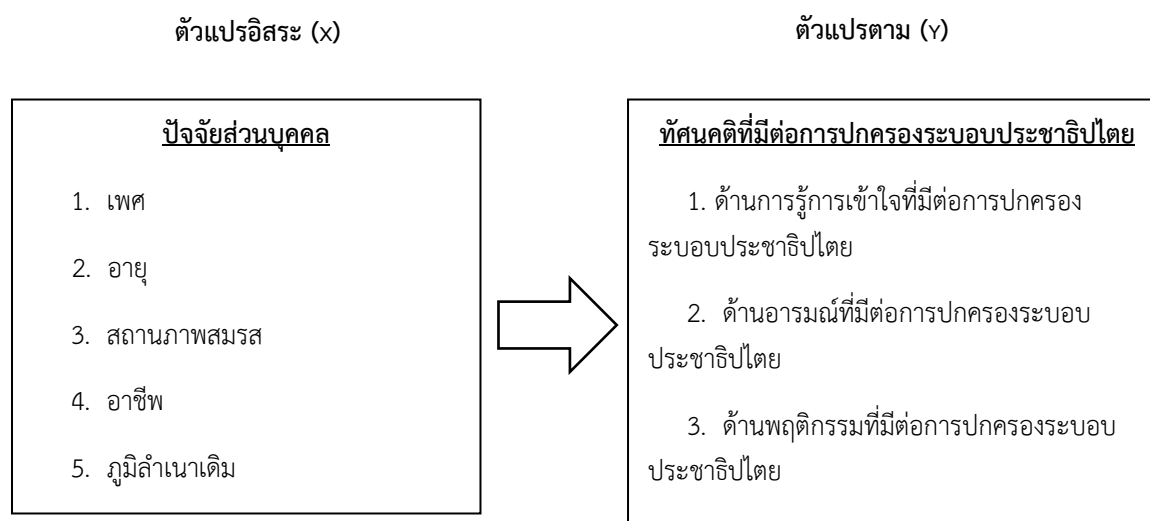 ตัวแปรอิสระ (X)
ตัวแปรตาม (Y)
ปัจจัยส่วนบุคคล
1. เพศ
2. อายุ
3. สถานภาพสมรส
4. อาชีพ
5. ภูมิลำเนาเดิม
ทัศนคติที่มีต่อการปกครองระบอบประชาธิปไตย
1. ด้านการรู้การเข้าใจที่มีต่อการปกครอง
ระบอบประชาธิปไตย
2. ด้านอารมณ์ที่มีต่อการปกครองระบอบ
ประชาธิปไตย
3. ด้านพฤติกรรมที่มีต่อการปกครองระบอบ
ประชาธิปไตย